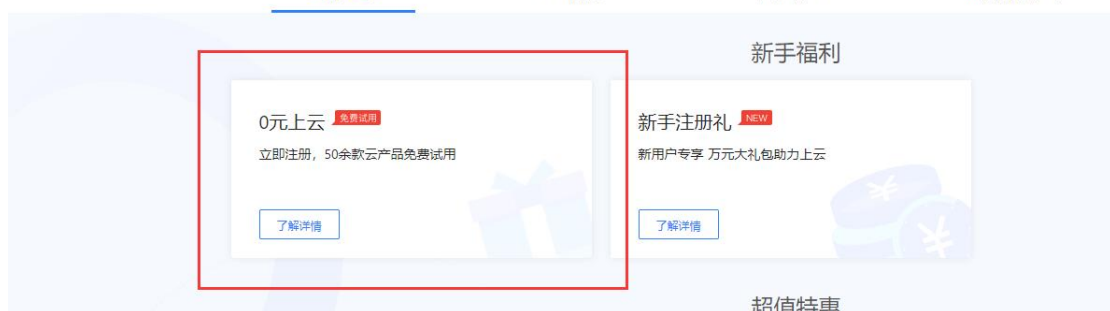 新手福利
0元上云 免费试用
立即注册，50余款云产品免费试用
了解详情
新手注册礼 NEW
新用户专享 万元大礼包助力上云
了解详情
超值特惠